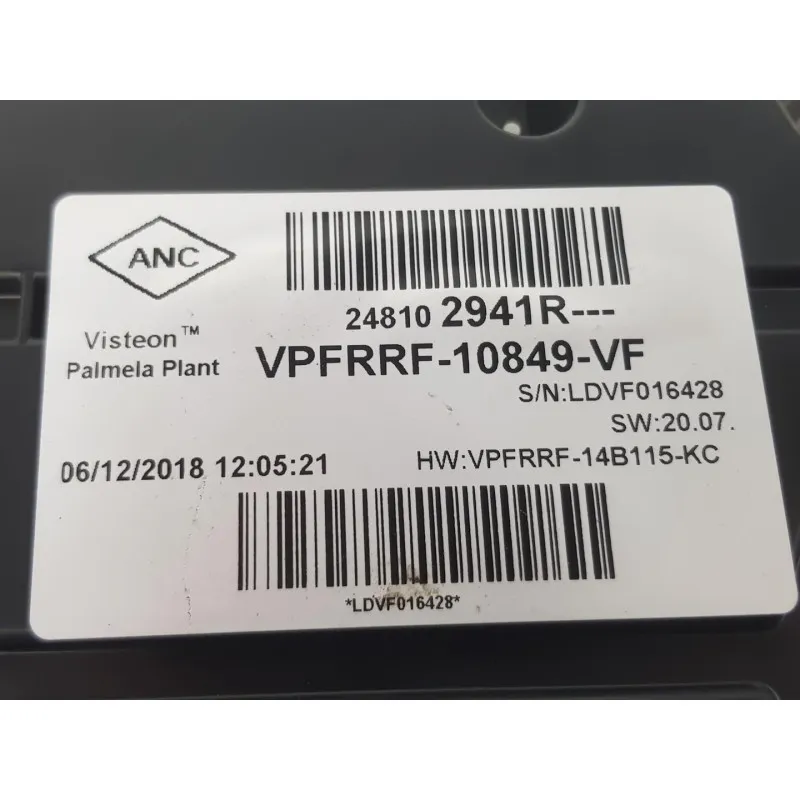 ANC
24810 2941R---
Visteon™
Palmela Plant
VPFRRF-10849-VF
S/N:LDVF016428
SW:20.07.
06/12/2018 12:05:21
HW:VPFRRF-14B115-KC
*LDVF016428*